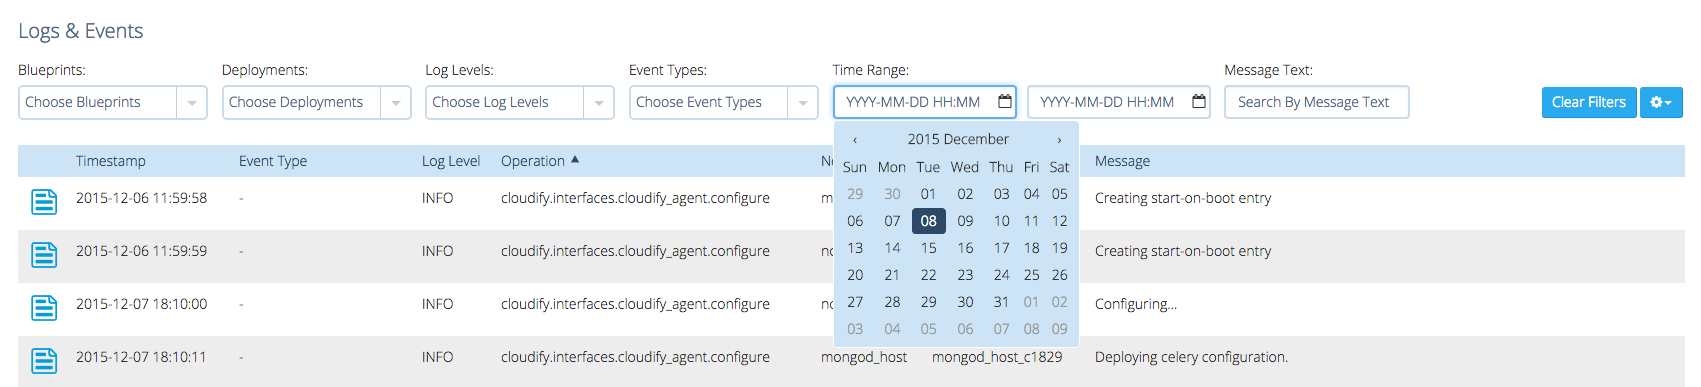 Logs & Events
Blueprints: Deployments: Log Levels: Event Types: Time Range: Message Text:
Choose Blueprints Choose Deployments Choose Log Levels Choose Event Types YYYY-MM-DD HH:MM YYYY-MM-DD HH:MM Search By Message Text Clear Filters
‹ 2015 December ›
Sun Mon Tue Wed Thu Fri Sat
29 30 01 02 03 04 05
06 07 08 09 10 11 12
13 14 15 16 17 18 19
20 21 22 23 24 25 26
27 28 29 30 31 01 02
03 04 05 06 07 08 09
Timestamp Event Type Log Level Operation Message
2015-12-06 11:59:58 - INFO cloudify.interfaces.cloudify_agent.configure Creating start-on-boot entry
2015-12-06 11:59:59 - INFO cloudify.interfaces.cloudify_agent.configure Creating start-on-boot entry
2015-12-07 18:10:00 - INFO cloudify.interfaces.cloudify_agent.configure Configuring...
2015-12-07 18:10:11 - INFO cloudify.interfaces.cloudify_agent.configure mongod_host mongod_host_c1829 Deploying celery configuration.